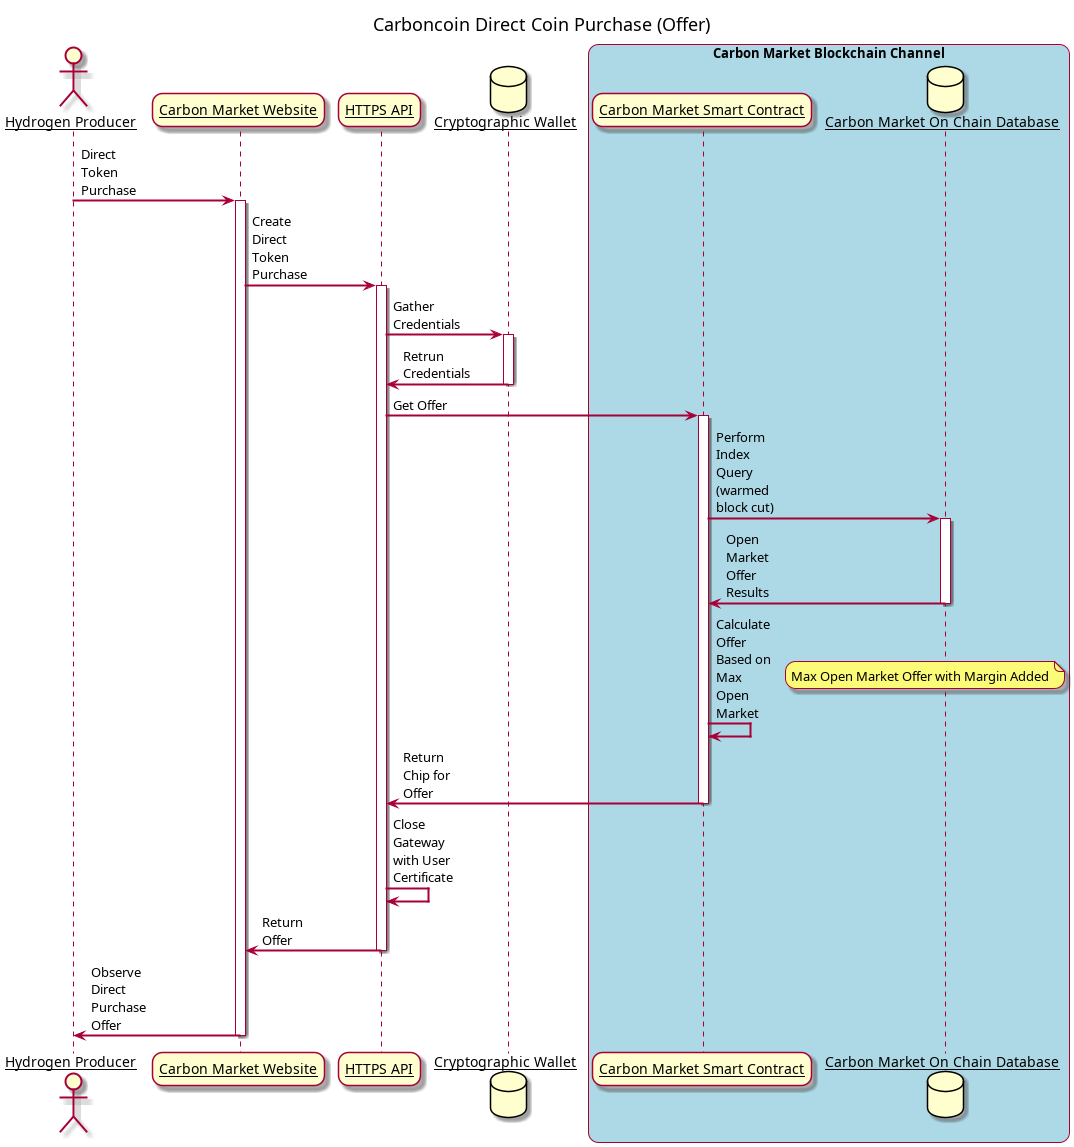 Carboncoin Direct Coin Purchase (Offer)
Carbon Market Blockchain Channel
Hydrogen Producer
Carbon Market Website
HTTPS API
Cryptographic Wallet
Carbon Market Smart Contract
Carbon Market On Chain Database
Direct
Token
Purchase
Create
Direct
Token
Purchase
Gather
Credentials
Retrun
Credentials
Get Offer
Perform
Index
Query
(warmed
block cut)
Open
Market
Offer
Results
Calculate
Offer
Based on
Max
Open
Market
Max Open Market Offer with Margin Added
Return
Chip for
Offer
Close
Gateway
with User
Certificate
Return
Offer
Observe
Direct
Purchase
Offer
Hydrogen Producer
Carbon Market Website
HTTPS API
Cryptographic Wallet
Carbon Market Smart Contract
Carbon Market On Chain Database